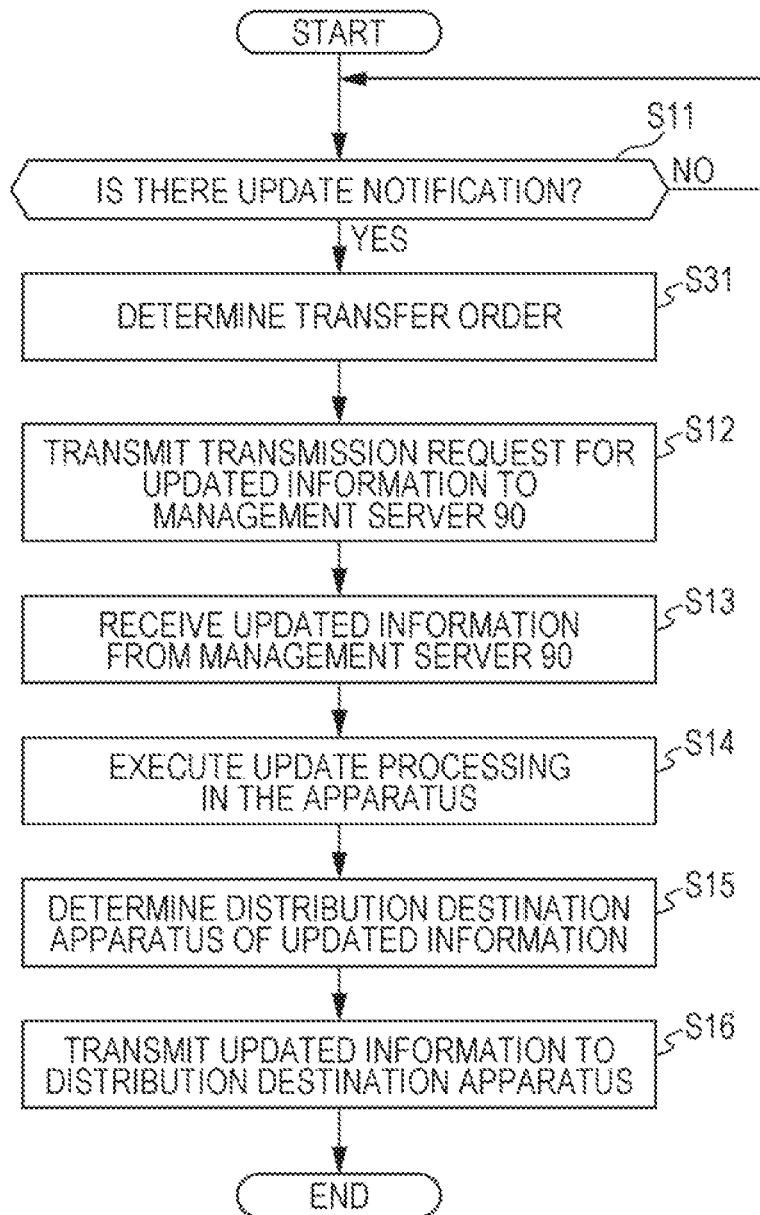 START
S11
IS THERE UPDATE NOTIFICATION?
NO
YES
S31
DETERMINE TRANSFER ORDER
S12
TRANSMIT TRANSMISSION REQUEST FOR
UPDATED INFORMATION TO
MANAGEMENT SERVER 90
S13
RECEIVE UPDATED INFORMATION
FROM MANAGEMENT SERVER 90
S14
EXECUTE UPDATE PROCESSING
IN THE APPARATUS
S15
DETERMINE DISTRIBUTION DESTINATION
APPARATUS OF UPDATED INFORMATION
S16
TRANSMIT UPDATED INFORMATION TO
DISTRIBUTION DESTINATION APPARATUS
END